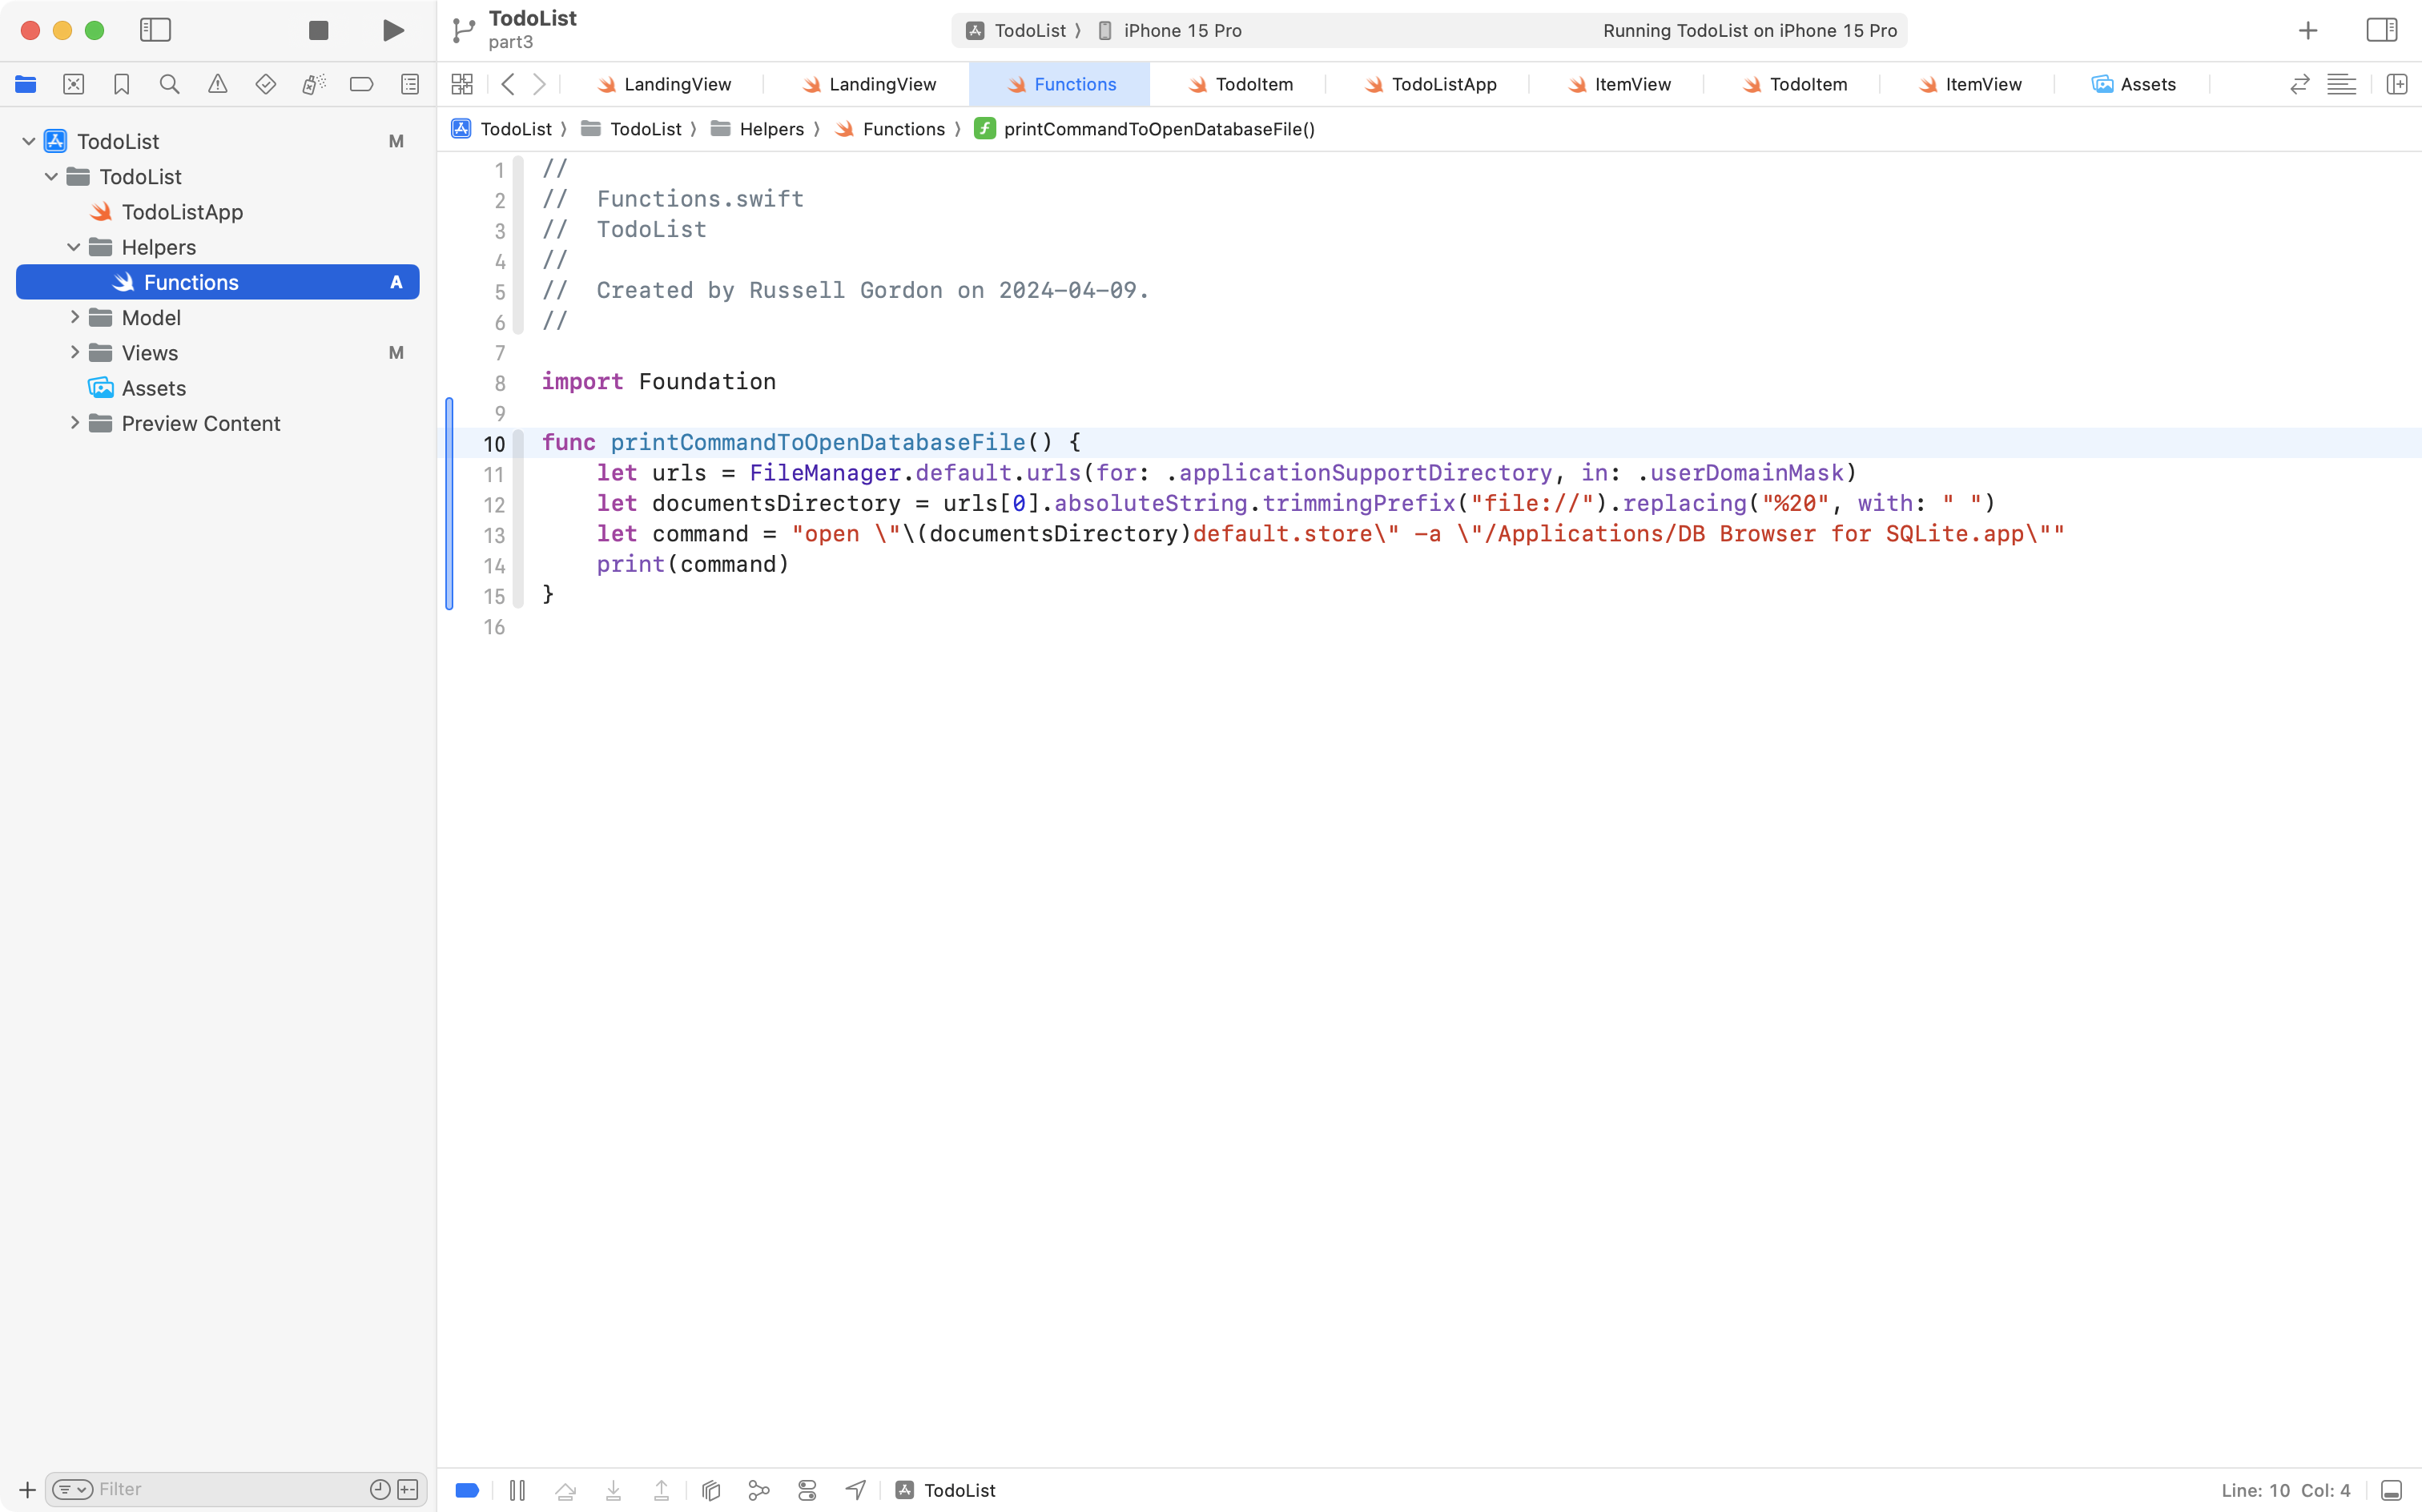 TodoList
part3
TodoList ⟩ iPhone 15 Pro
Running TodoList on iPhone 15 Pro
LandingView
LandingView
Functions
TodoItem
TodoListApp
ItemView
TodoItem
ItemView
Assets
TodoList ⟩ TodoList ⟩ Helpers ⟩ Functions ⟩ printCommandToOpenDatabaseFile()
TodoList M
TodoList
TodoListApp
Helpers
Functions A
Model
Views M
Assets
Preview Content
1 //
2 //  Functions.swift
3 //  TodoList
4 //
5 //  Created by Russell Gordon on 2024-04-09.
6 //
7
8 import Foundation
9
10 func printCommandToOpenDatabaseFile() {
11     let urls = FileManager.default.urls(for: .applicationSupportDirectory, in: .userDomainMask)
12     let documentsDirectory = urls[0].absoluteString.trimmingPrefix("file://").replacing("%20", with: " ")
13     let command = "open \"\(documentsDirectory)default.store\" -a \"/Applications/DB Browser for SQLite.app\""
14     print(command)
15 }
16
Filter
TodoList
Line: 10 Col: 4